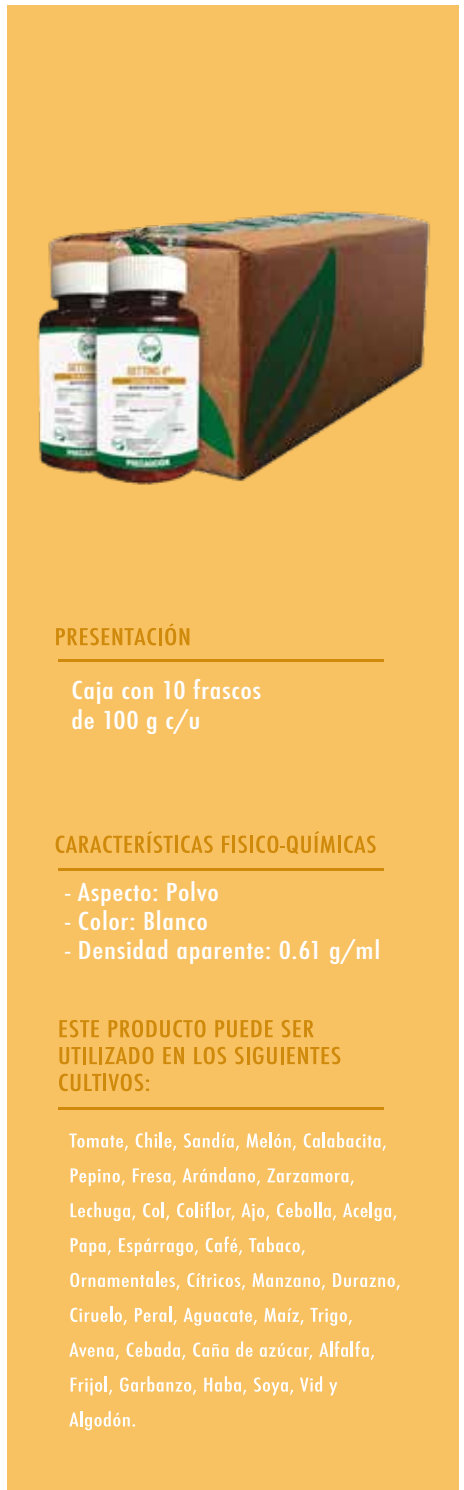 PRECAUCIÓN
PRESENTACIÓN
Caja con 10 frascos
de 100 g c/u
CARACTERÍSTICAS FISICO-QUÍMICAS
- Aspecto: Polvo
- Color: Blanco
- Densidad aparente: 0.61 g/ml
ESTE PRODUCTO PUEDE SER
UTILIZADO EN LOS SIGUIENTES
CULTIVOS:
Tomate, Chile, Sandía, Melón, Calabacita,
Pepino, Fresa, Arándano, Zarzamora,
Lechuga, Col, Coliflor, Ajo, Cebolla, Acelga,
Papa, Espárrago, Café, Tabaco,
Ornamentales, Cítricos, Manzano, Durazno,
Ciruelo, Peral, Aguacate, Maíz, Trigo,
Avena, Cebada, Caña de azúcar, Alfalfa,
Frijol, Garbanzo, Haba, Soya, Vid y
Algodón.